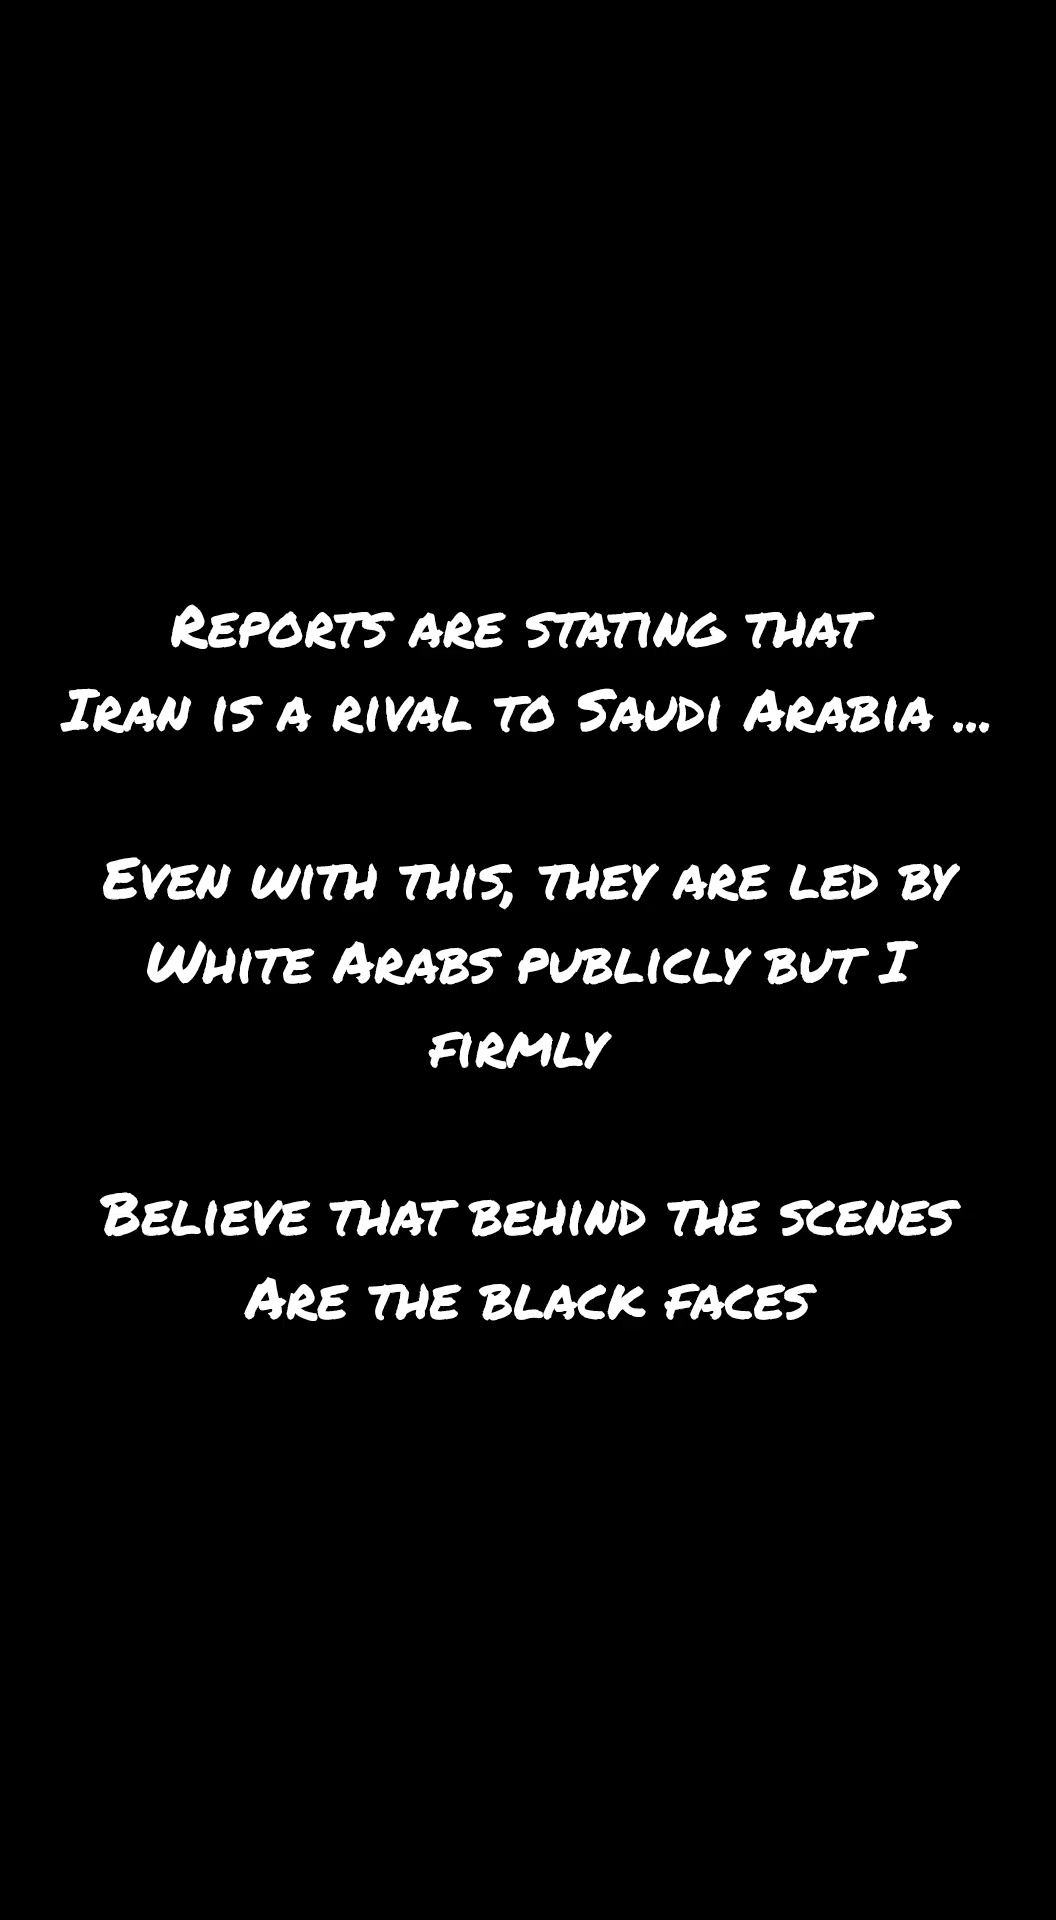 Reports are stating that
Iran is a rival to Saudi Arabia ...
Even with this, they are led by
White Arabs publicly but I
firmly
Believe that behind the scenes
Are the black faces